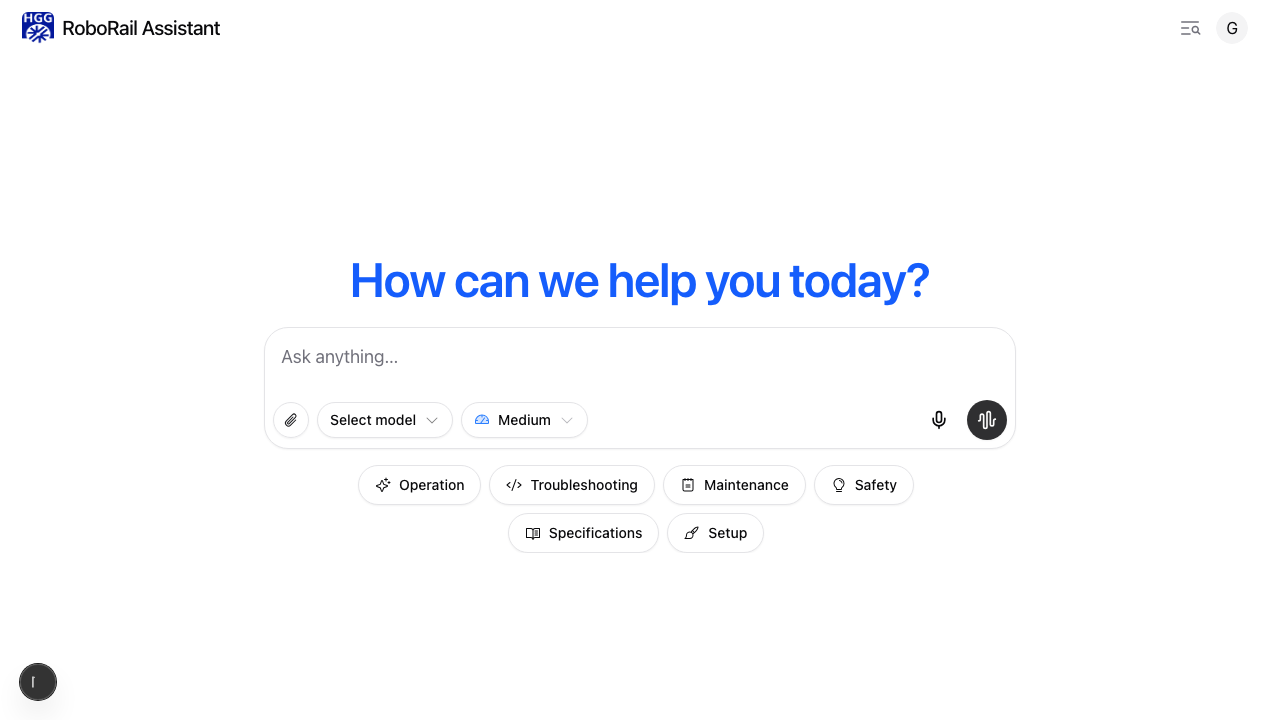 HGG
RoboRail Assistant
G
How can we help you today?
Ask anything...
Select model
Medium
Operation
Troubleshooting
Maintenance
Safety
Specifications
Setup